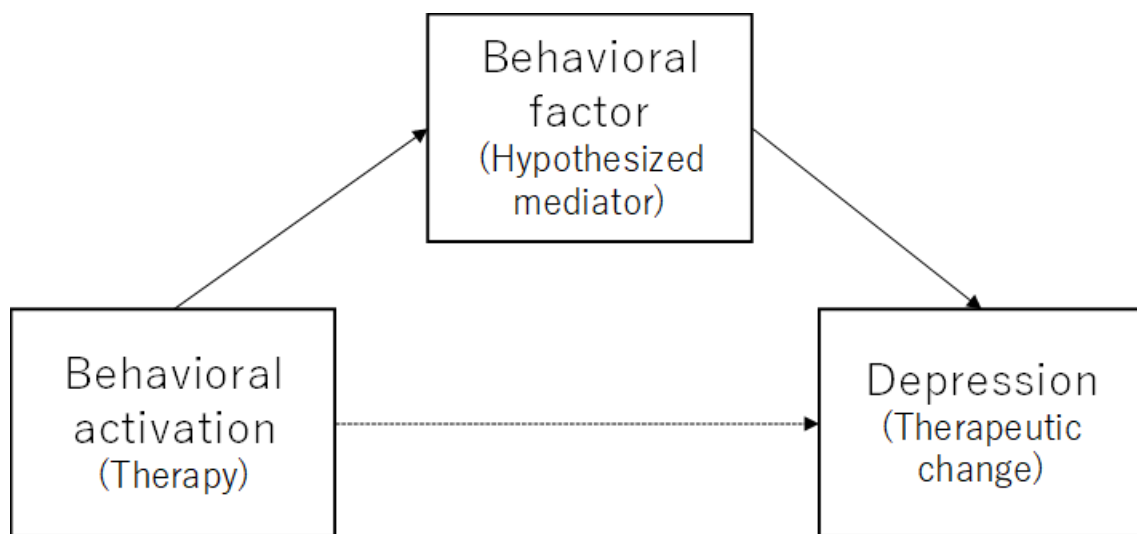 Behavioral
factor
(Hypothesized
mediator)
Behavioral
activation
(Therapy)
Depression
(Therapeutic
change)